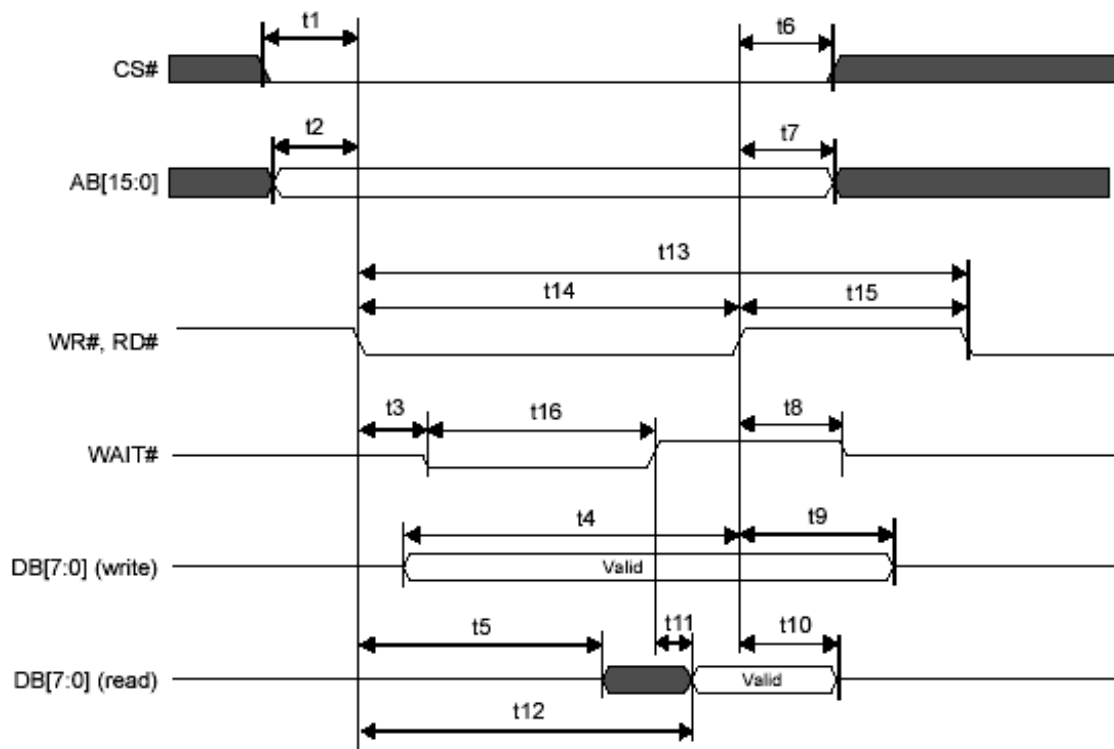 t1
t6
CS#
t2
t7
AB[15:0]
t13
t14
t15
WR#, RD#
t3
t16
t8
WAIT#
t4
t9
DB[7:0] (write)
Valid
t5
t11
t10
DB[7:0] (read)
Valid
t12